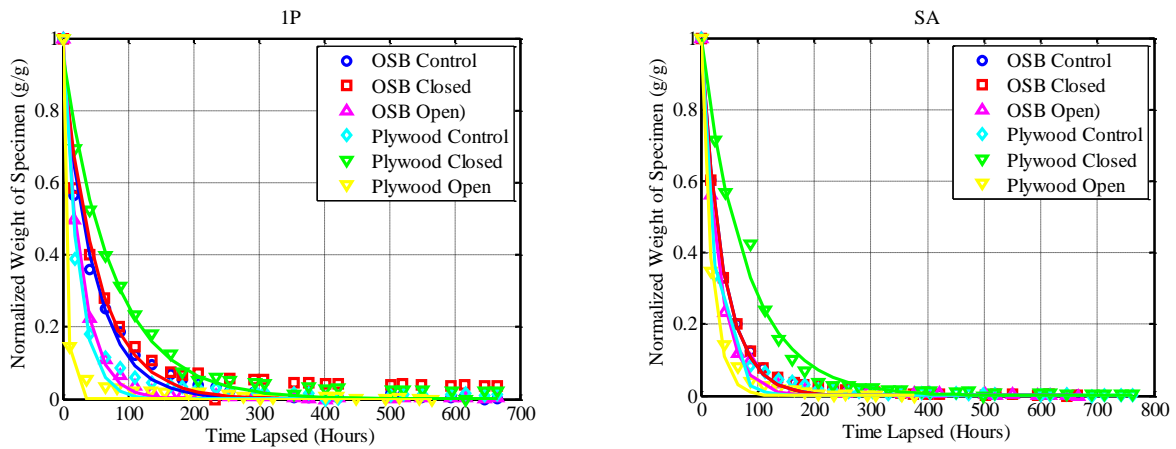 1P
Normalized Weight of Specimen (g/g)
1
0.8
0.6
0.4
0.2
0
OSB Control
OSB Closed
OSB Open)
Plywood Control
Plywood Closed
Plywood Open
0 100 200 300 400 500 600 700
Time Lapsed (Hours)
SA
Normalized Weight of Specimen (g/g)
1
0.8
0.6
0.4
0.2
0
OSB Control
OSB Closed
OSB Open)
Plywood Control
Plywood Closed
Plywood Open
0 100 200 300 400 500 600 700 800
Time Lapsed (Hours)